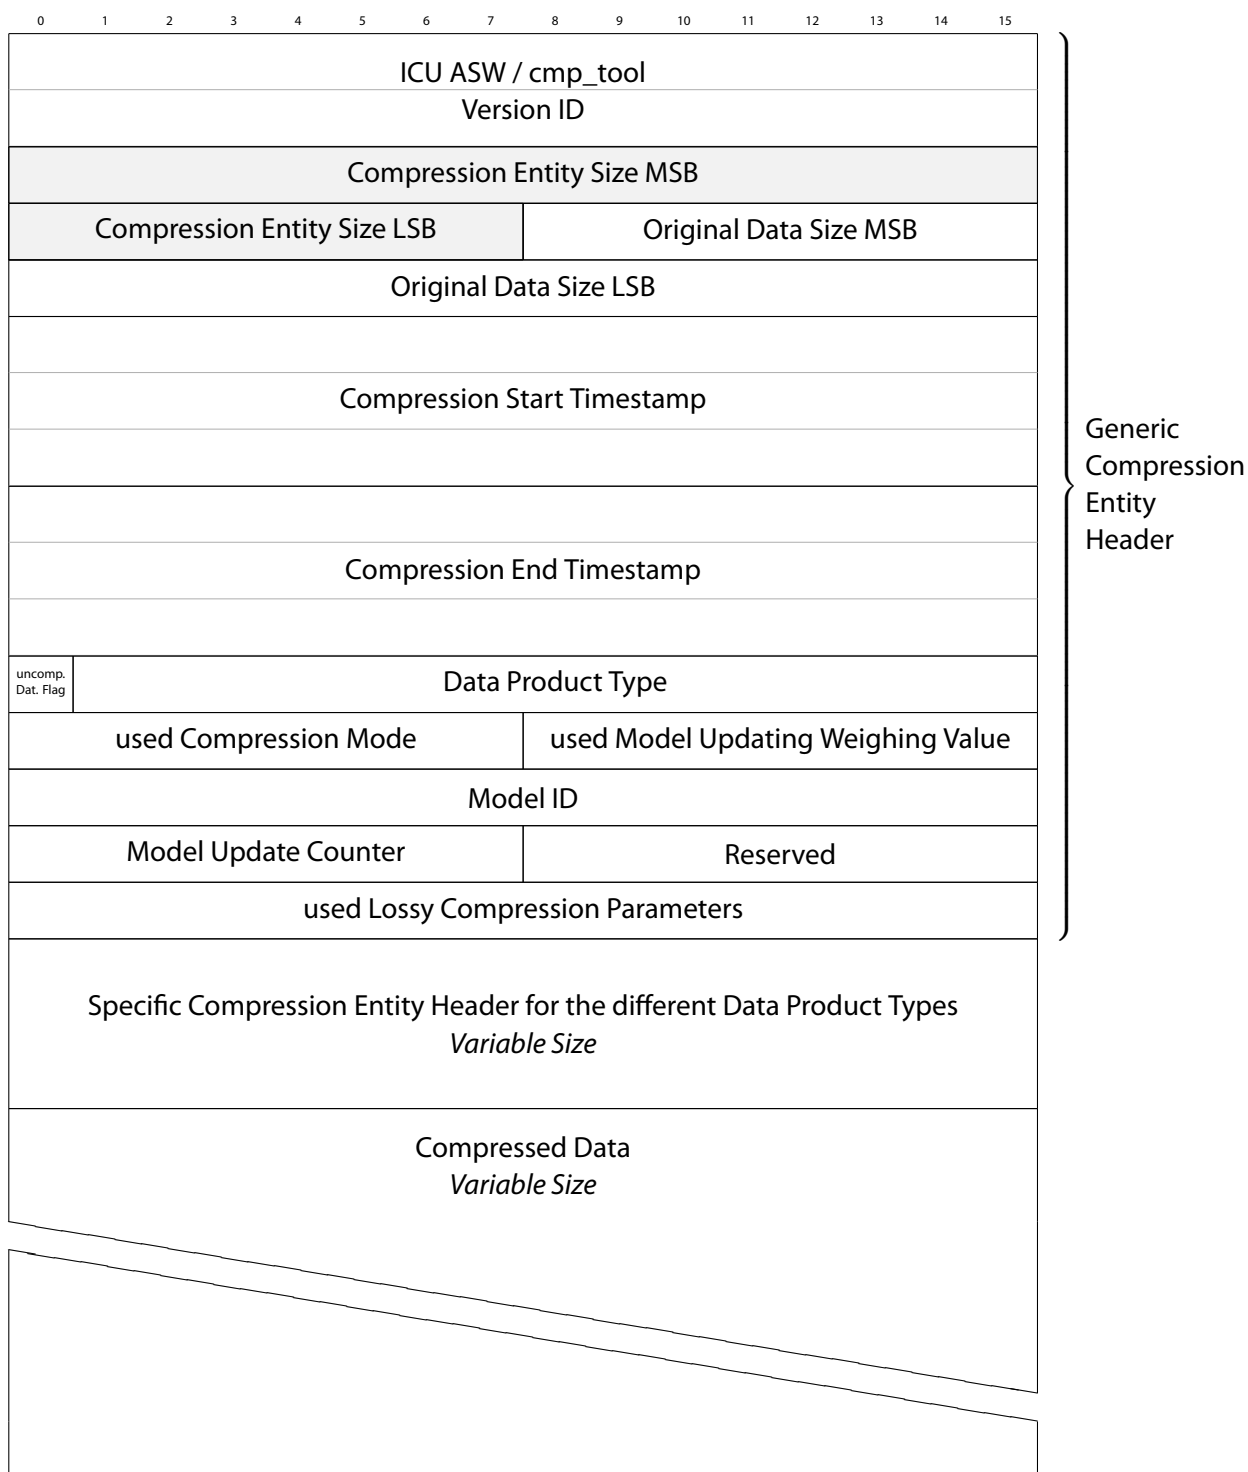 0 1 2 3 4 5 6 7 8 9 10 11 12 13 14 15
ICU ASW / cmp_tool
Version ID
Compression Entity Size MSB
Compression Entity Size LSB
Original Data Size MSB
Original Data Size LSB
Compression Start Timestamp
Generic
Compression
Entity
Header
Compression End Timestamp
uncomp.
Dat. Flag
Data Product Type
used Compression Mode
used Model Updating Weighing Value
Model ID
Model Update Counter
Reserved
used Lossy Compression Parameters
Specific Compression Entity Header for the different Data Product Types
Variable Size
Compressed Data
Variable Size